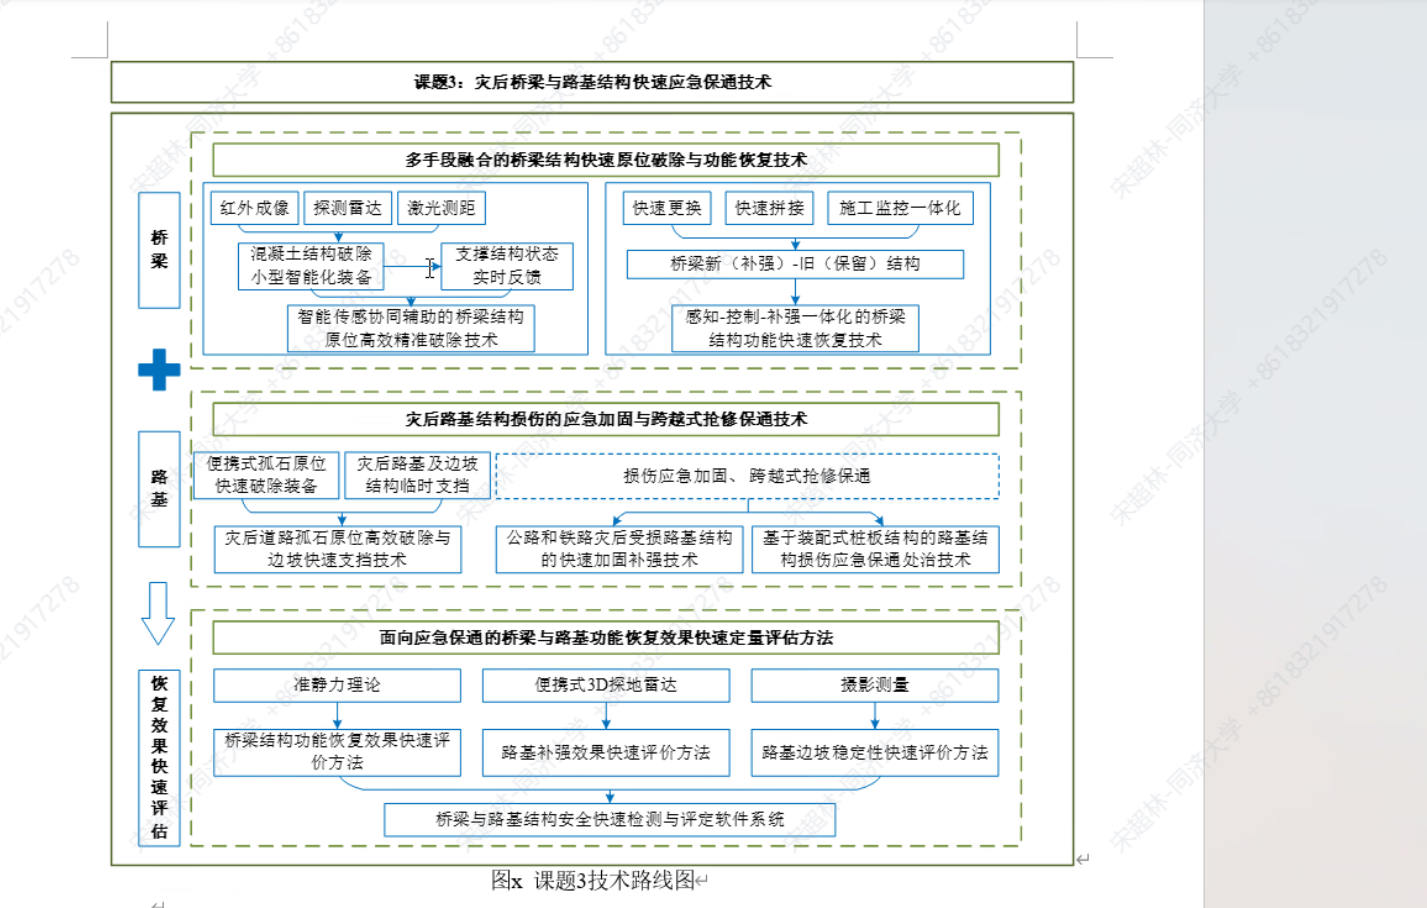 课题3：灾后桥梁与路基结构快速应急保通技术
多手段融合的桥梁结构快速原位破除与功能恢复技术
桥
梁
红外成像
探测雷达
激光测距
混凝土结构破除
小型智能化装备
支撑结构状态
实时反馈
智能传感协同辅助的桥梁结构
原位高效精准破除技术
快速更换
快速拼接
施工监控一体化
桥梁新（补强）-旧（保留）结构
感知-控制-补强一体化的桥梁
结构功能快速恢复技术
灾后路基结构损伤的应急加固与跨越式抢修保通技术
路
基
便携式孤石原位
快速破除装备
灾后路基及边坡
结构临时支挡
损伤应急加固、跨越式抢修保通
灾后道路孤石原位高效破除与
边坡快速支挡技术
公路和铁路灾后受损路基结构
的快速加固补强技术
基于装配式桩板结构的路基结
构损伤应急保通处治技术
面向应急保通的桥梁与路基功能恢复效果快速定量评估方法
恢
复
效
果
快
速
评
估
准静力理论
便携式3D探地雷达
摄影测量
桥梁结构功能恢复效果快速评
价方法
路基补强效果快速评价方法
路基边坡稳定性快速评价方法
桥梁与路基结构安全快速检测与评定软件系统
图x 课题3技术路线图
宋超林-同济大学 +8618321917278